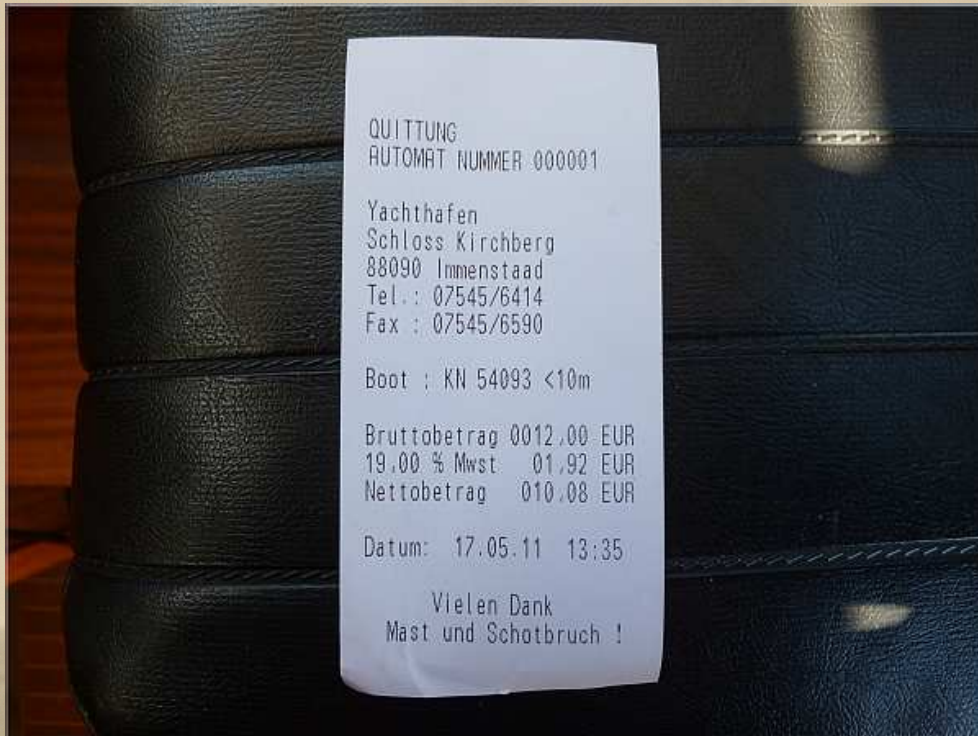 QUITTUNG
AUTOMAT NUMMER 000001
Yachthafen
Schloss Kirchberg
88090 Immenstaad
Tel.: 07545/6414
Fax : 07545/6590
Boot : KN 54093 <10m
Bruttobetrag 0012,00 EUR
19.00 % Mwst 01,92 EUR
Nettobetrag 010,08 EUR
Datum: 17.05.11 13:35
Vielen Dank
Mast und Schotbruch !